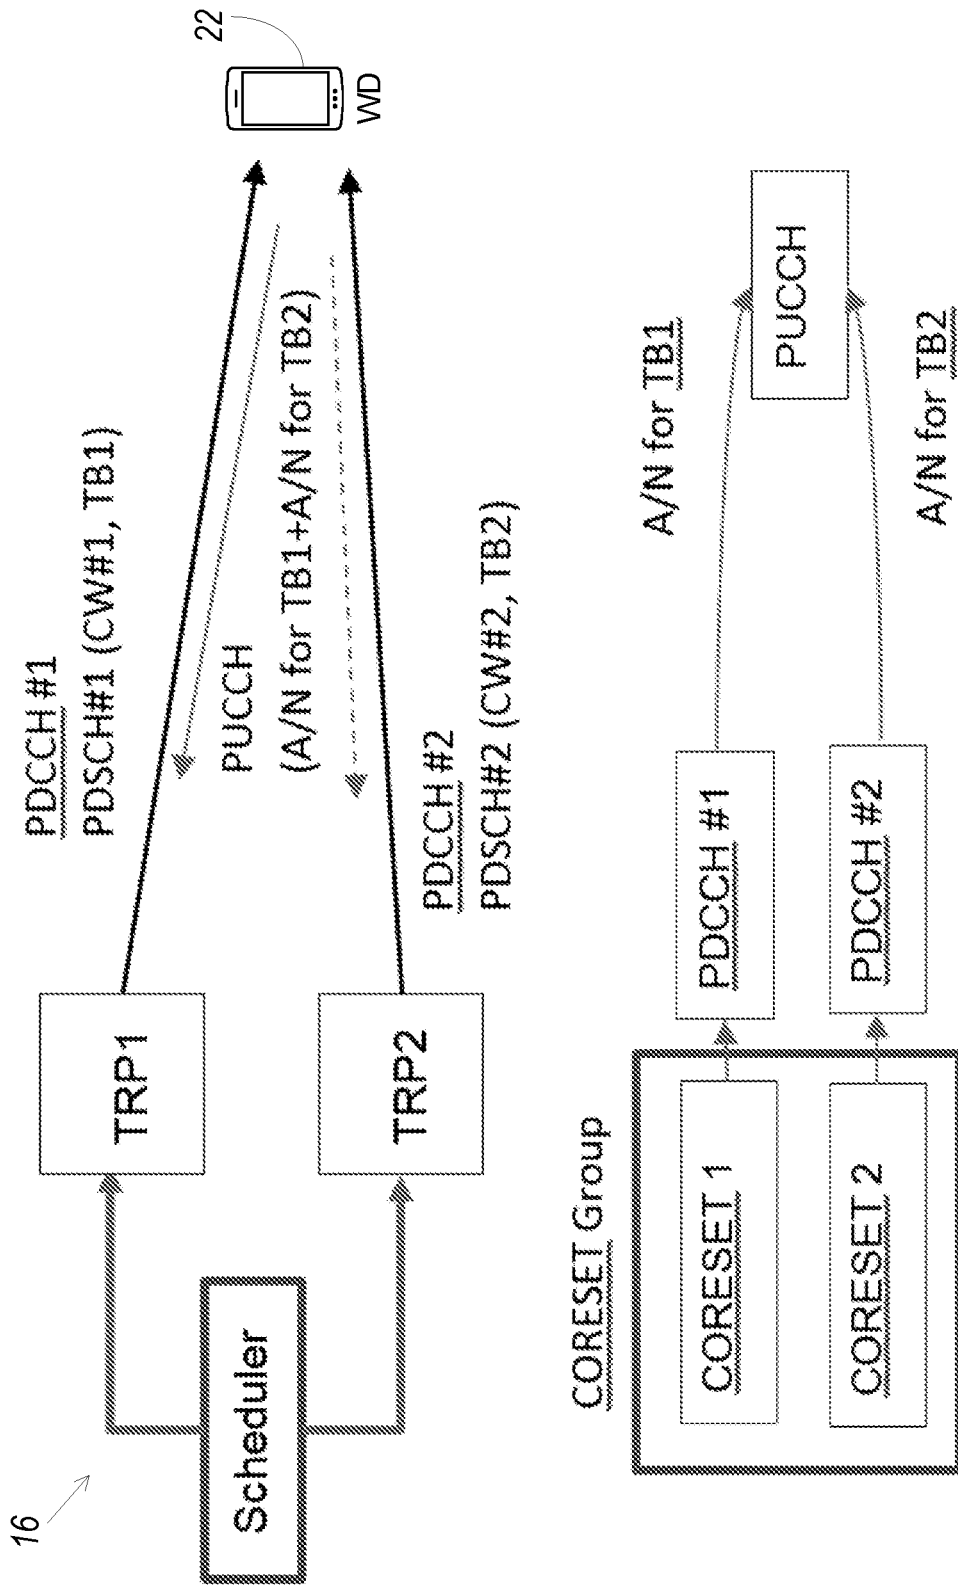 16
Scheduler
TRP1
TRP2
PDCCH #1
PDSCH#1 (CW#1, TB1)
PUCCH
(A/N for TB1+A/N for TB2)
PDCCH #2
PDSCH#2 (CW#2, TB2)
22
WD
CORESET Group
CORESET 1
CORESET 2
PDCCH #1
PDCCH #2
A/N for TB1
A/N for TB2
PUCCH